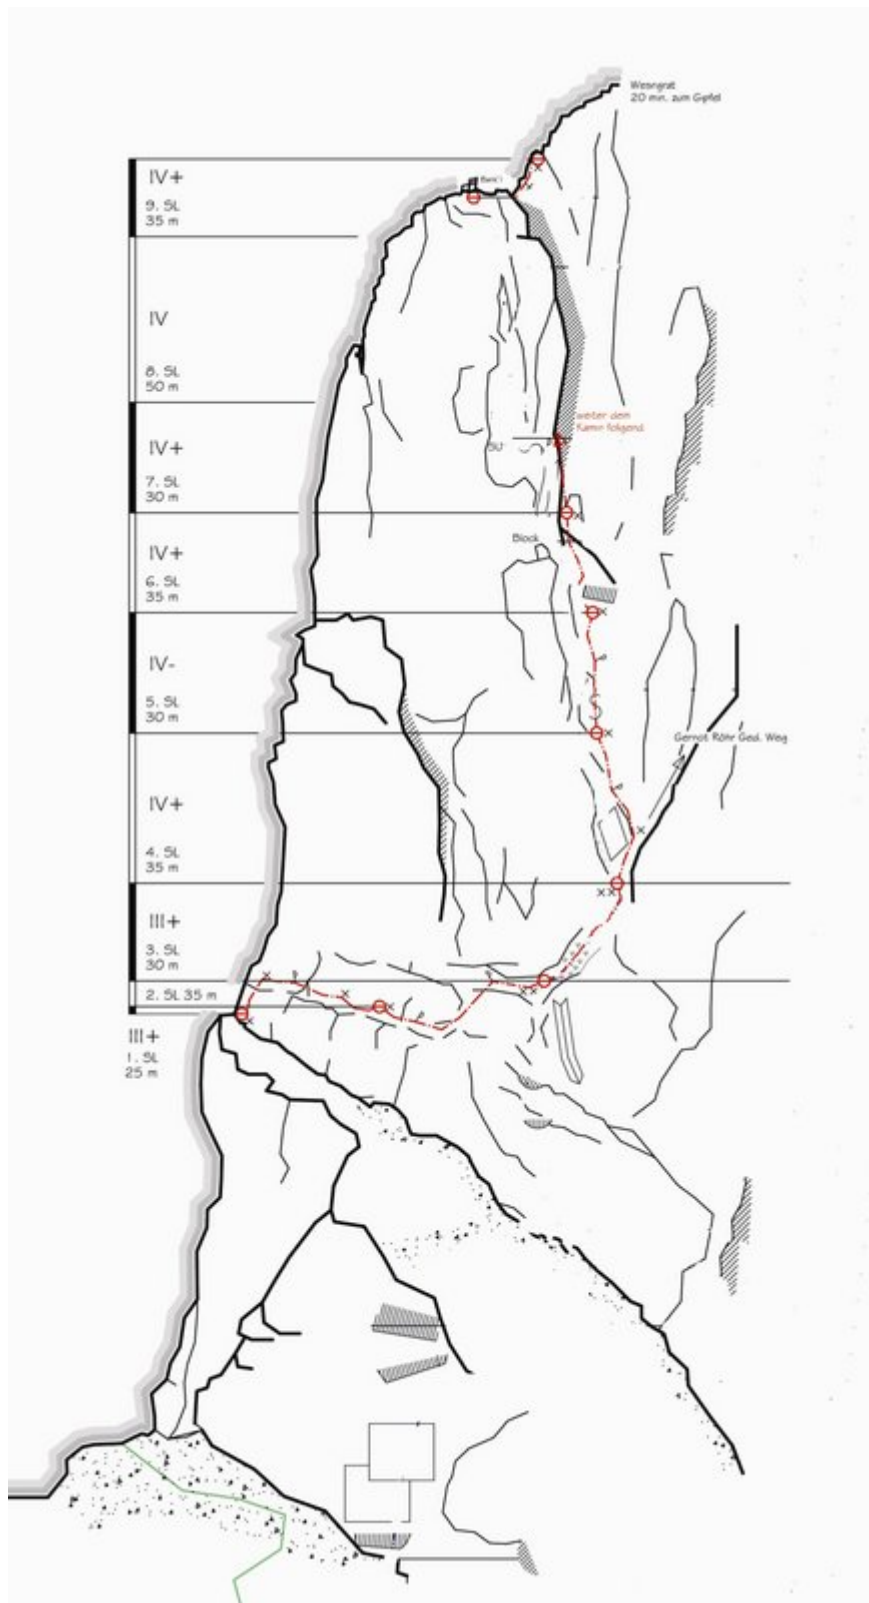 Wesngrat
20 min. zum Gipfel
IV+
9. SL
35 m
IV
8. SL
50 m
weiter dem
Kamin folgend.
IV+
SU
7. SL
30 m
Block
IV+
6. SL
35 m
IV-
5. SL
30 m
Gernot Röhr Ged. Weg
IV+
4. SL
35 m
III+
3. SL
30 m
2. SL 35 m
III+
1. SL
25 m